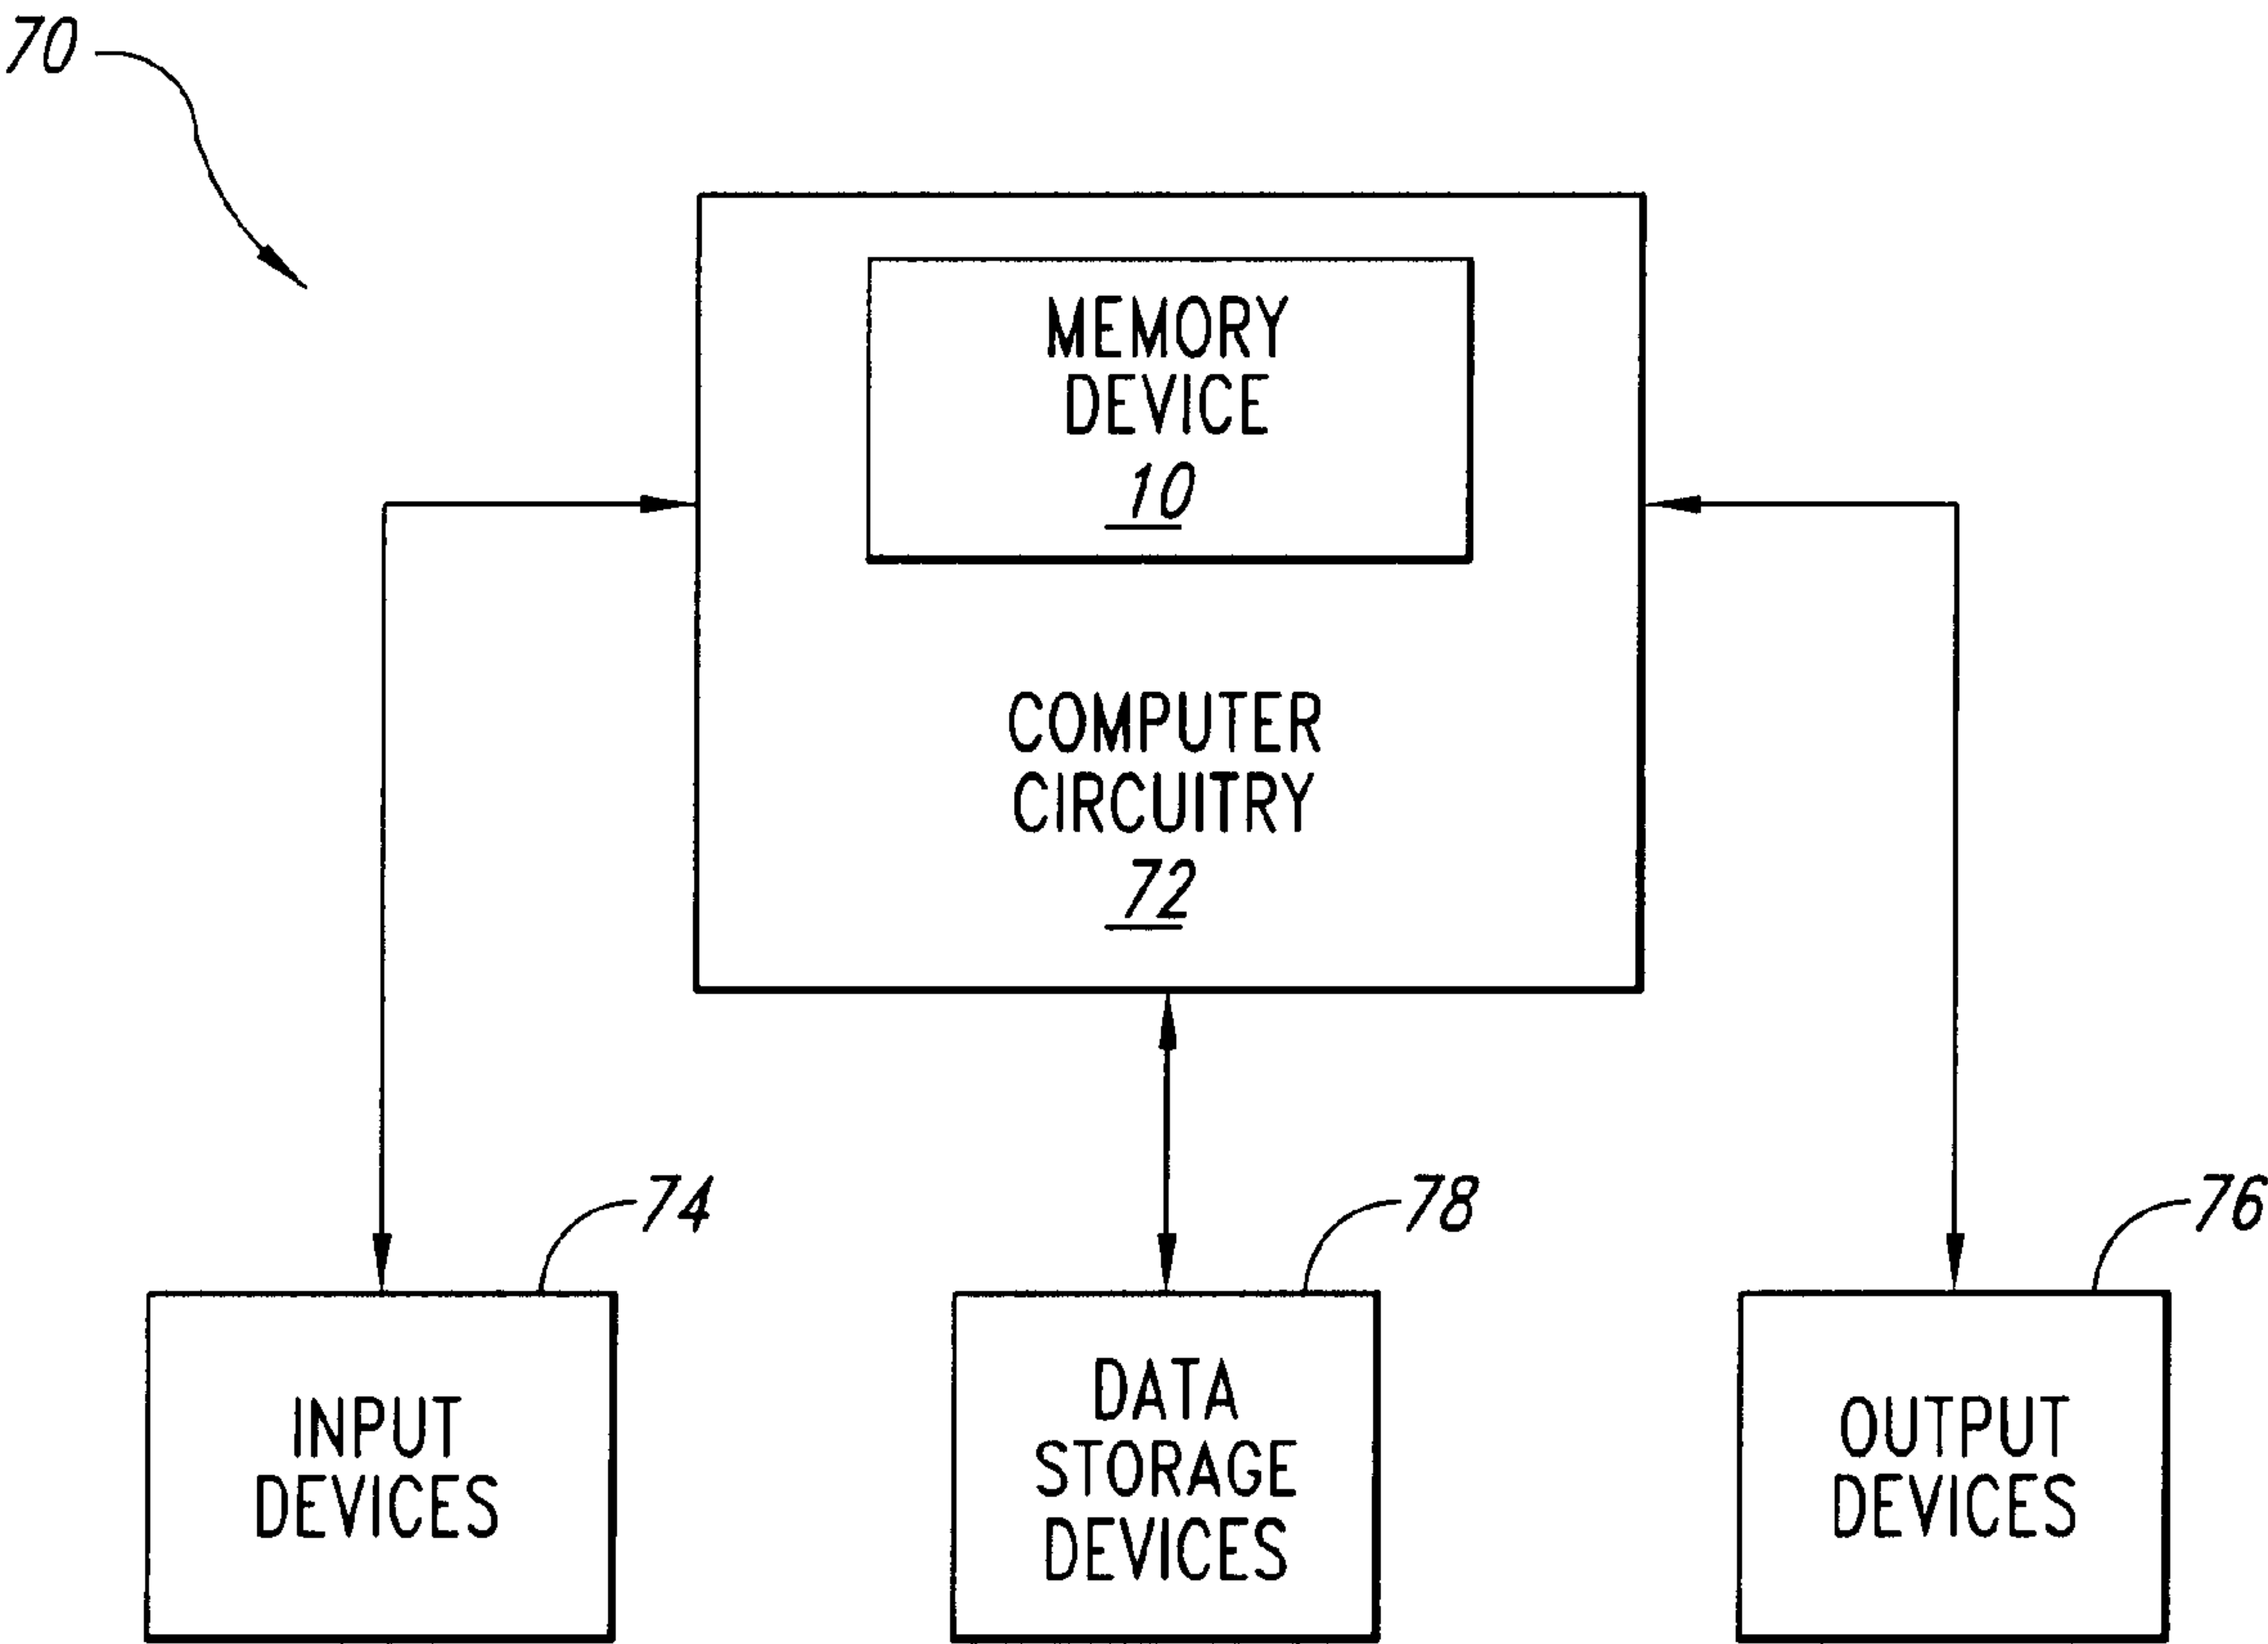 70
MEMORY
DEVICE
10
COMPUTER
CIRCUITRY
72
74
78
76
INPUT
DEVICES
DATA
STORAGE
DEVICES
OUTPUT
DEVICES